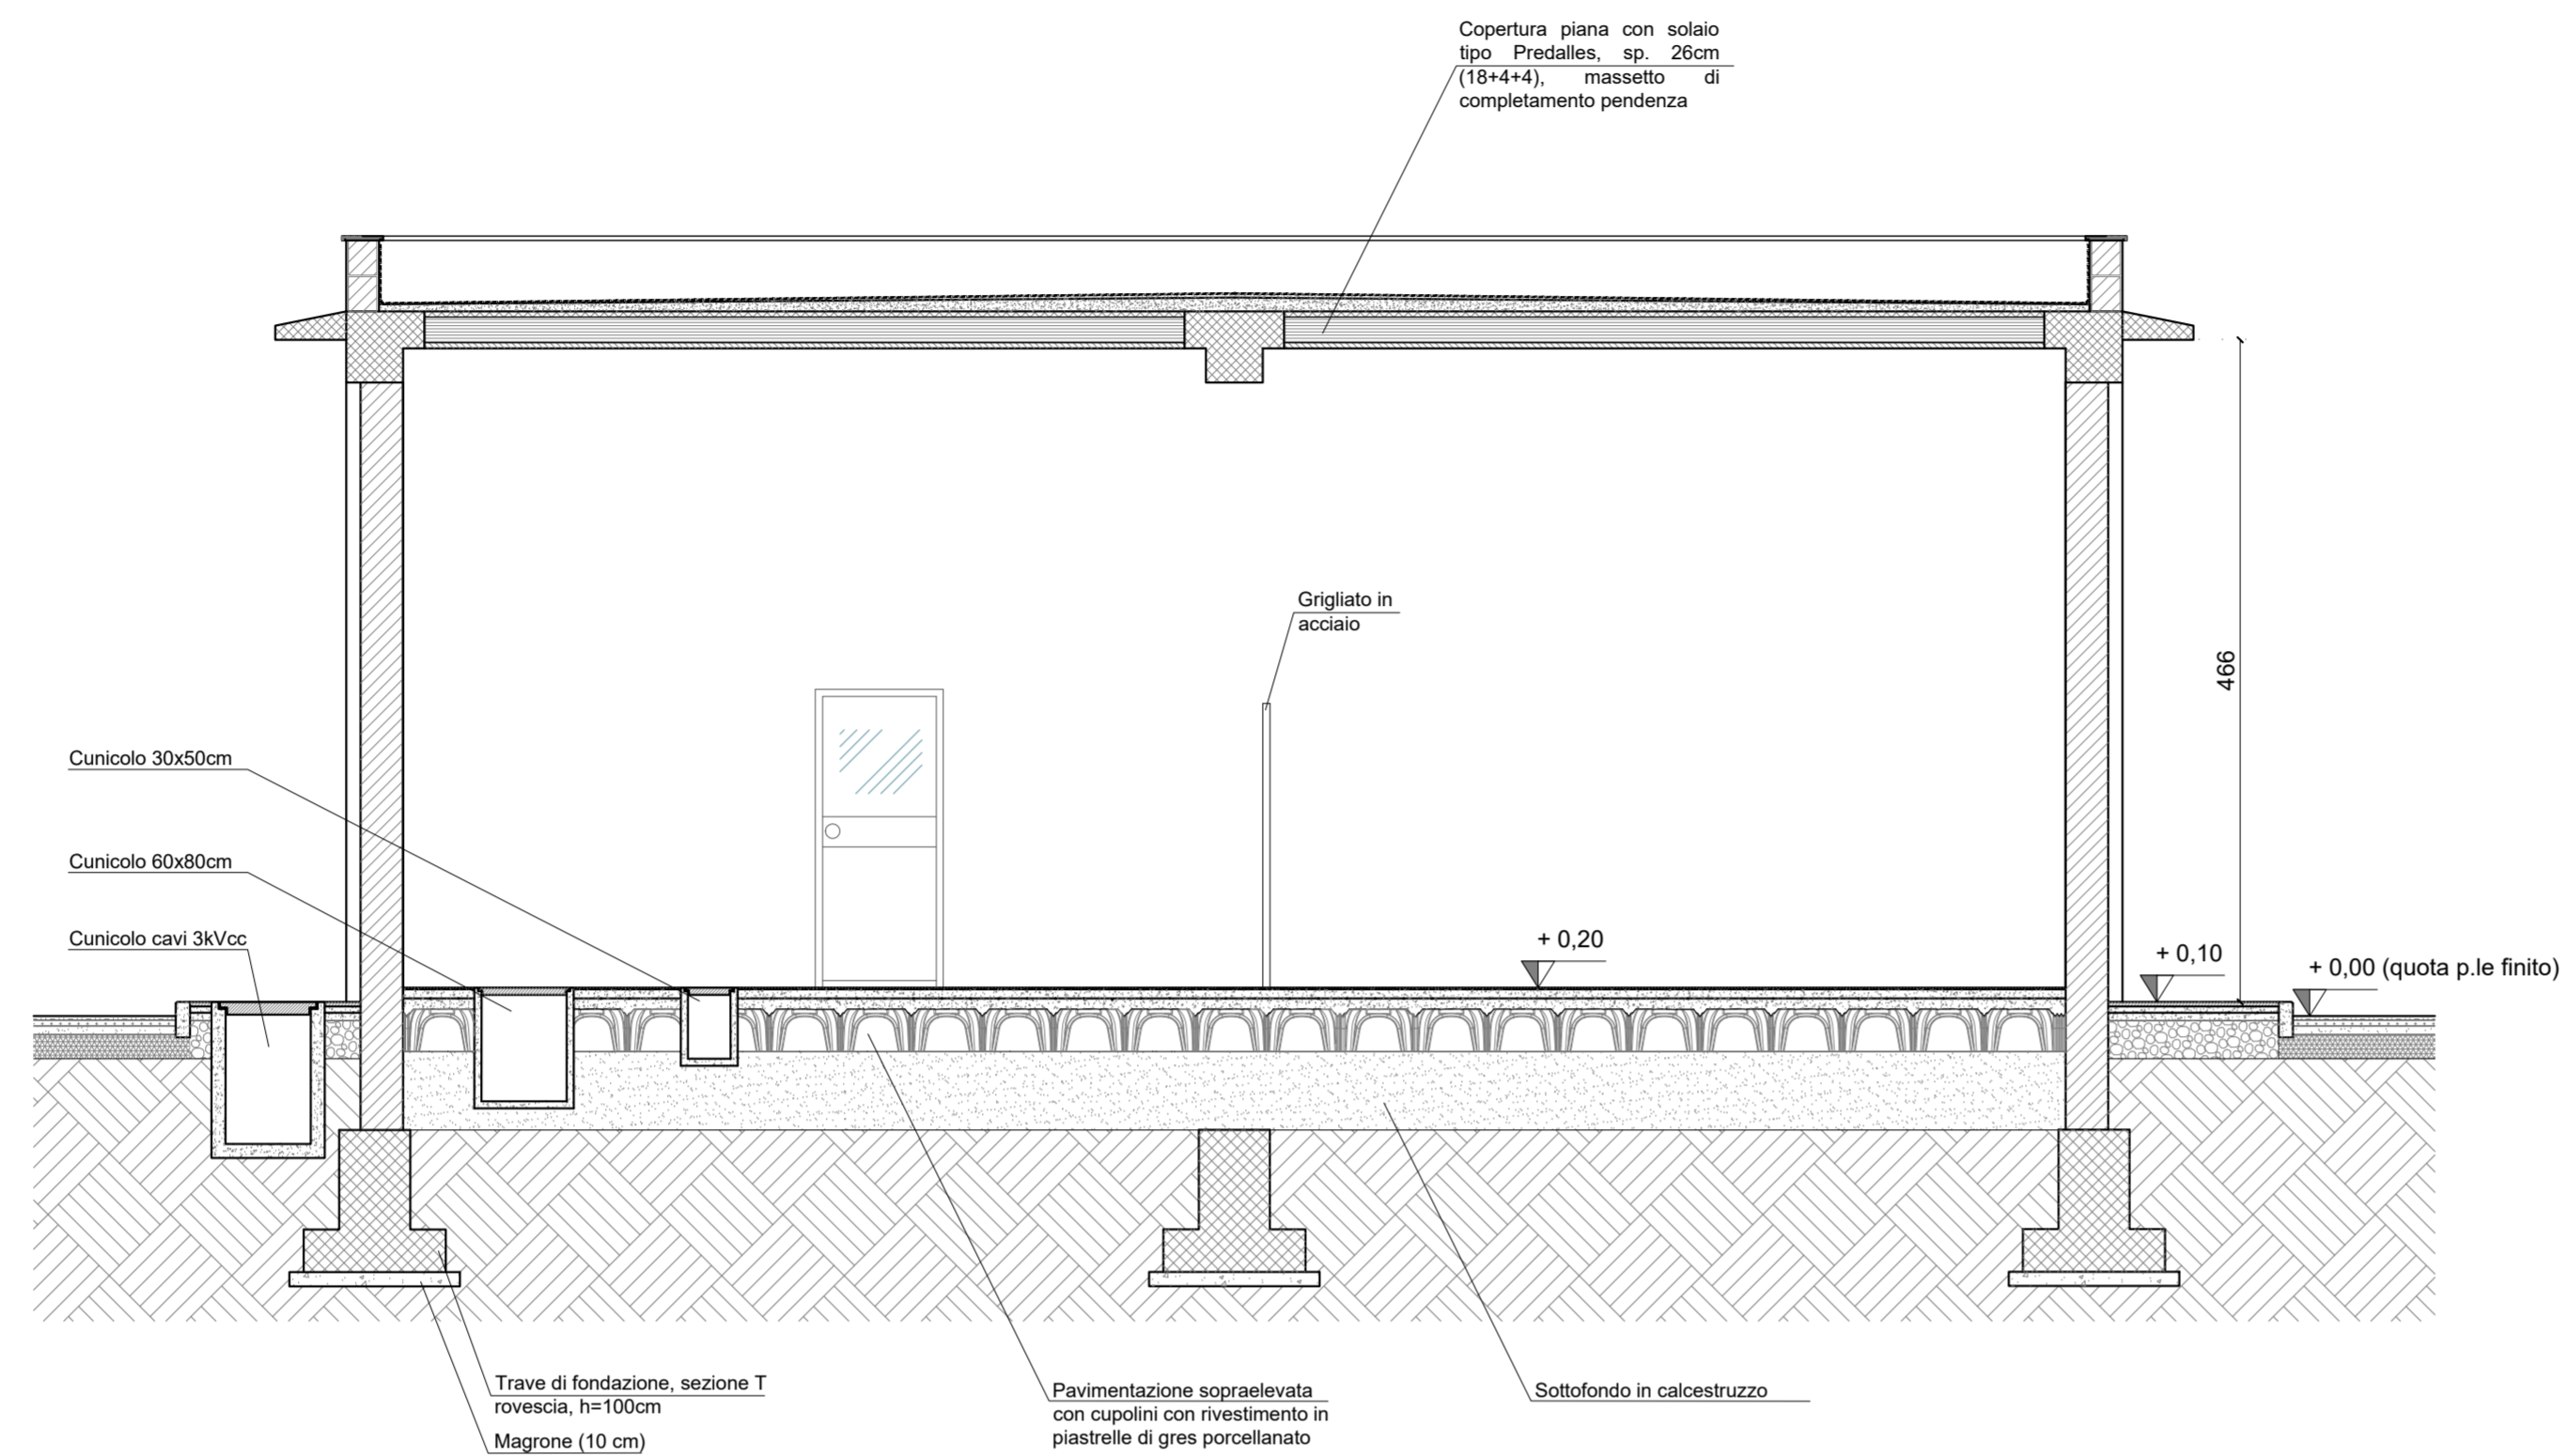 Copertura piana con solaio
tipo Predalles, sp. 26cm
(18+4+4), massetto di
completamento pendenza
Grigliato in
acciaio
466
Cunicolo 30x50cm
Cunicolo 60x80cm
Cunicolo cavi 3kVcc
+ 0,20
+ 0,10
+ 0,00 (quota p.le finito)
Trave di fondazione, sezione T
rovescia, h=100cm
Magrone (10 cm)
Pavimentazione sopraelevata
con cupolini con rivestimento in
piastrelle di gres porcellanato
Sottofondo in calcestruzzo